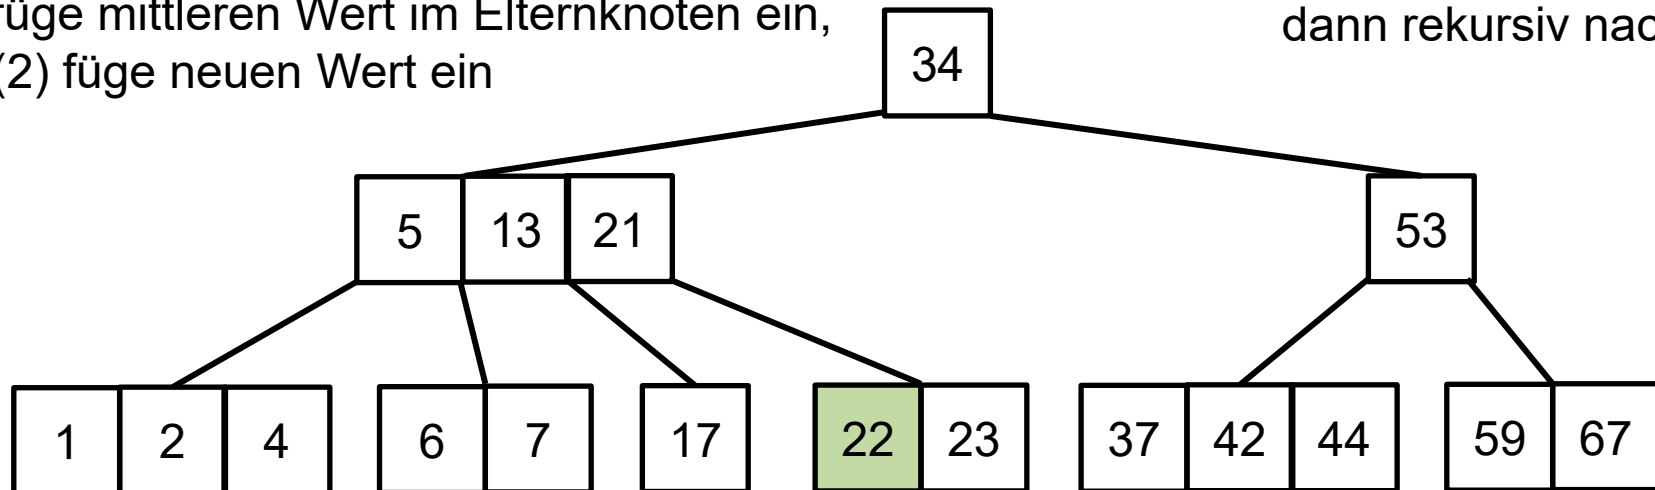 füge mittleren Wert im Elternknoten ein,
(2) füge neuen Wert ein
dann rekursiv
34
5 13 21
53
1 2 4
6 7
17
22 23
37 42 44
59 67